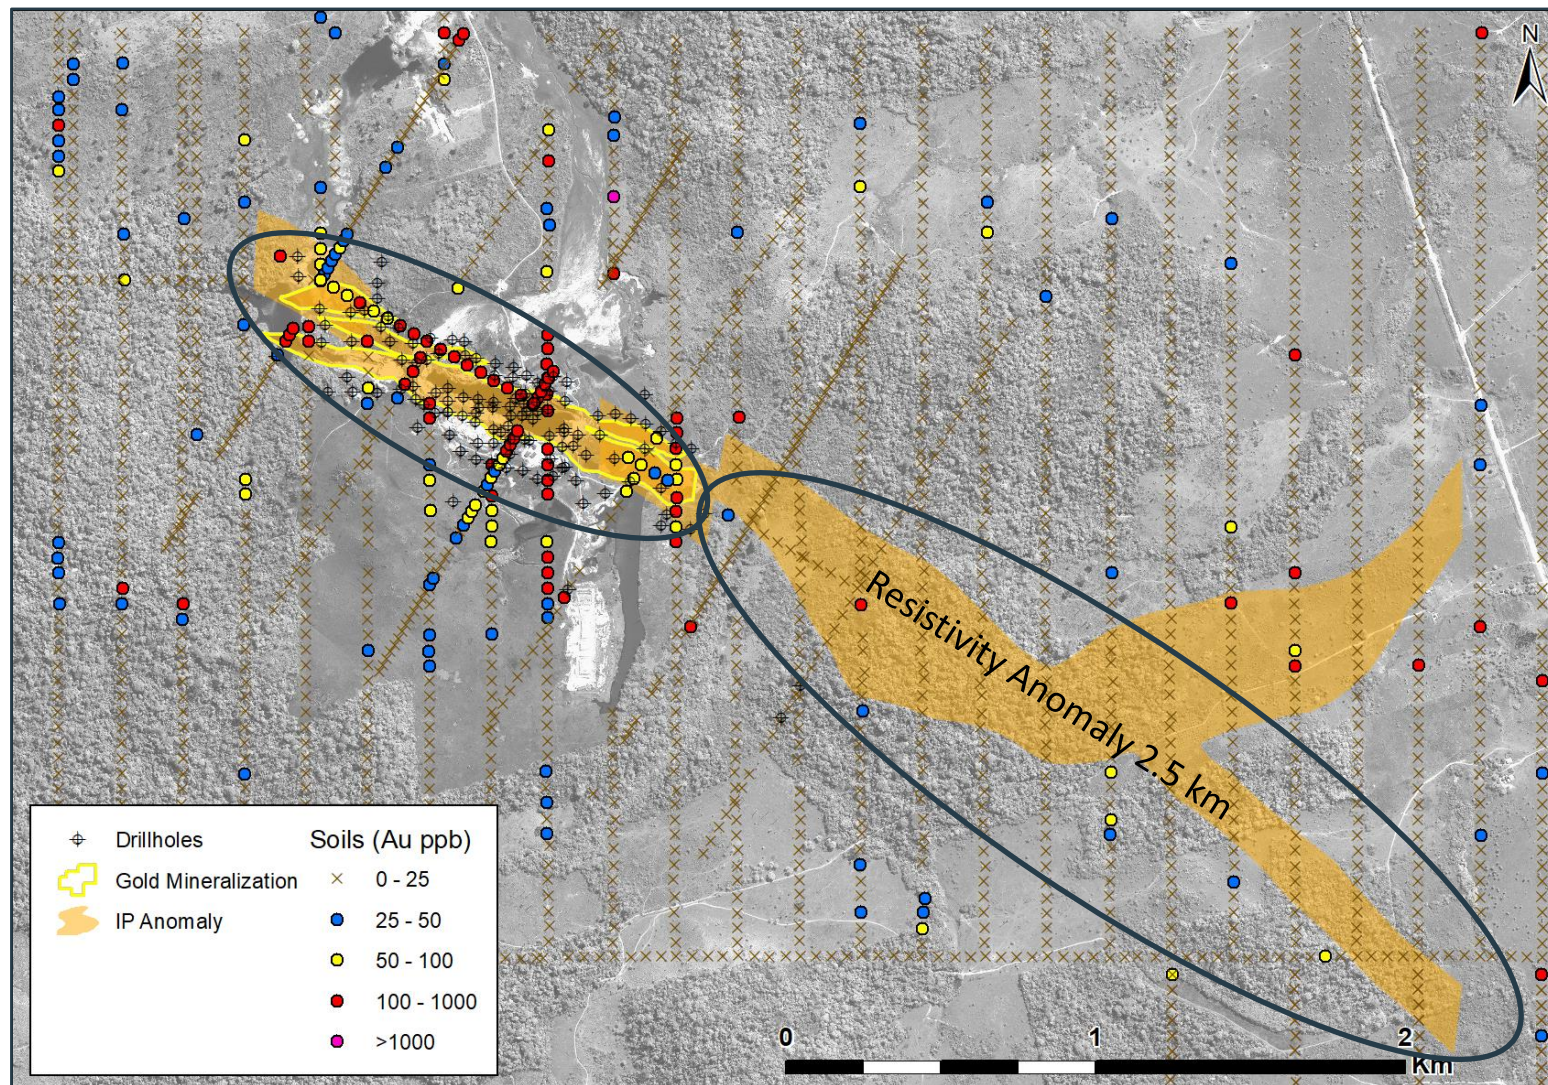 N
Resistivity Anomaly 2.5 km
Drillholes
Gold Mineralization
IP Anomaly
Soils (Au ppb)
0 - 25
25 - 50
50 - 100
100 - 1000
>1000
0 1 2
Km